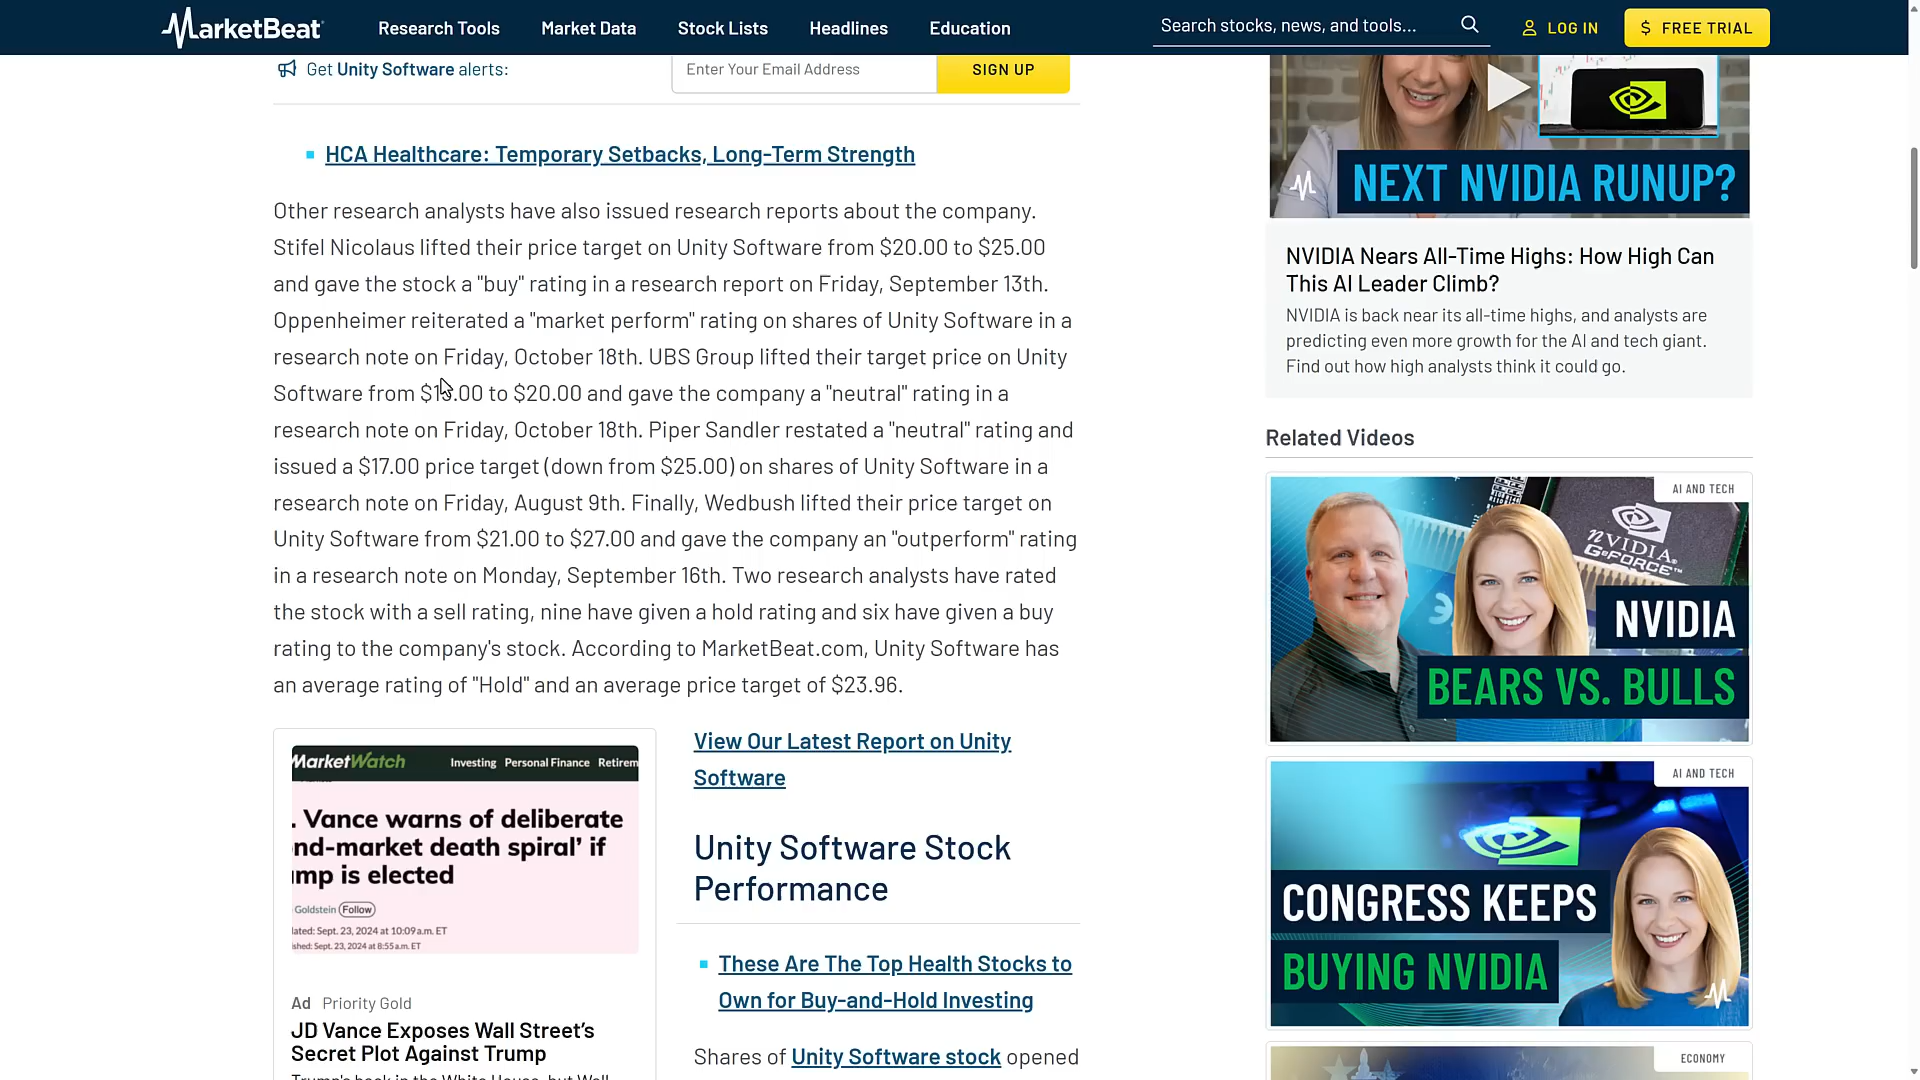 MarketBeat
Research Tools
Market Data
Stock Lists
Headlines
Education
Search stocks, news, and tools...
LOG IN
$ FREE TRIAL
Get Unity Software alerts:
Enter Your Email Address
SIGN UP
HCA Healthcare: Temporary Setbacks, Long-Term Strength
Other research analysts have also issued research reports about the company.
Stifel Nicolaus lifted their price target on Unity Software from $20.00 to $25.00
and gave the stock a "buy" rating in a research report on Friday, September 13th.
Oppenheimer reiterated a "market perform" rating on shares of Unity Software in a
research note on Friday, October 18th. UBS Group lifted their target price on Unity
Software from to $20.00 and gave the company a "neutral" rating in a
research note on Friday, October 18th. Piper Sandler restated a "neutral" rating and
issued a $17.00 price target (down from $25.00) on shares of Unity Software in a
research note on Friday, August 9th. Finally, Wedbush lifted their price target on
Unity Software from $21.00 to $27.00 and gave the company an "outperform" rating
in a research note on Monday, September 16th. Two research analysts have rated
the stock with a sell rating, nine have given a hold rating and six have given a buy
rating to the company's stock. According to MarketBeat.com, Unity Software has
an average rating of "Hold" and an average price target of $23.96.
MarketWatch
Investing Personal Finance Retirem
. Vance warns of deliberate
nd-market death spiral' if
mp is elected
Goldstein Follow
lated: Sept. 23, 2024 at 10:09 a.m. ET
shed: Sept. 23, 2024 at 8:55 a.m. ET
Ad Priority Gold
JD Vance Exposes Wall Street's
Secret Plot Against Trump
Trump's back in the White House, but Wall
View Our Latest Report on Unity
Software
Unity Software Stock
Performance
These Are The Top Health Stocks to
Own for Buy-and-Hold Investing
Shares of Unity Software stock opened
NEXT NVIDIA RUNUP?
NVIDIA Nears All-Time Highs: How High Can
This AI Leader Climb?
NVIDIA is back near its all-time highs, and analysts are
predicting even more growth for the AI and tech giant.
Find out how high analysts think it could go.
Related Videos
AI AND TECH
NVIDIA
GEFORCE
NVIDIA
BEARS VS. BULLS
AI AND TECH
CONGRESS KEEPS
BUYING NVIDIA
ECONOMY